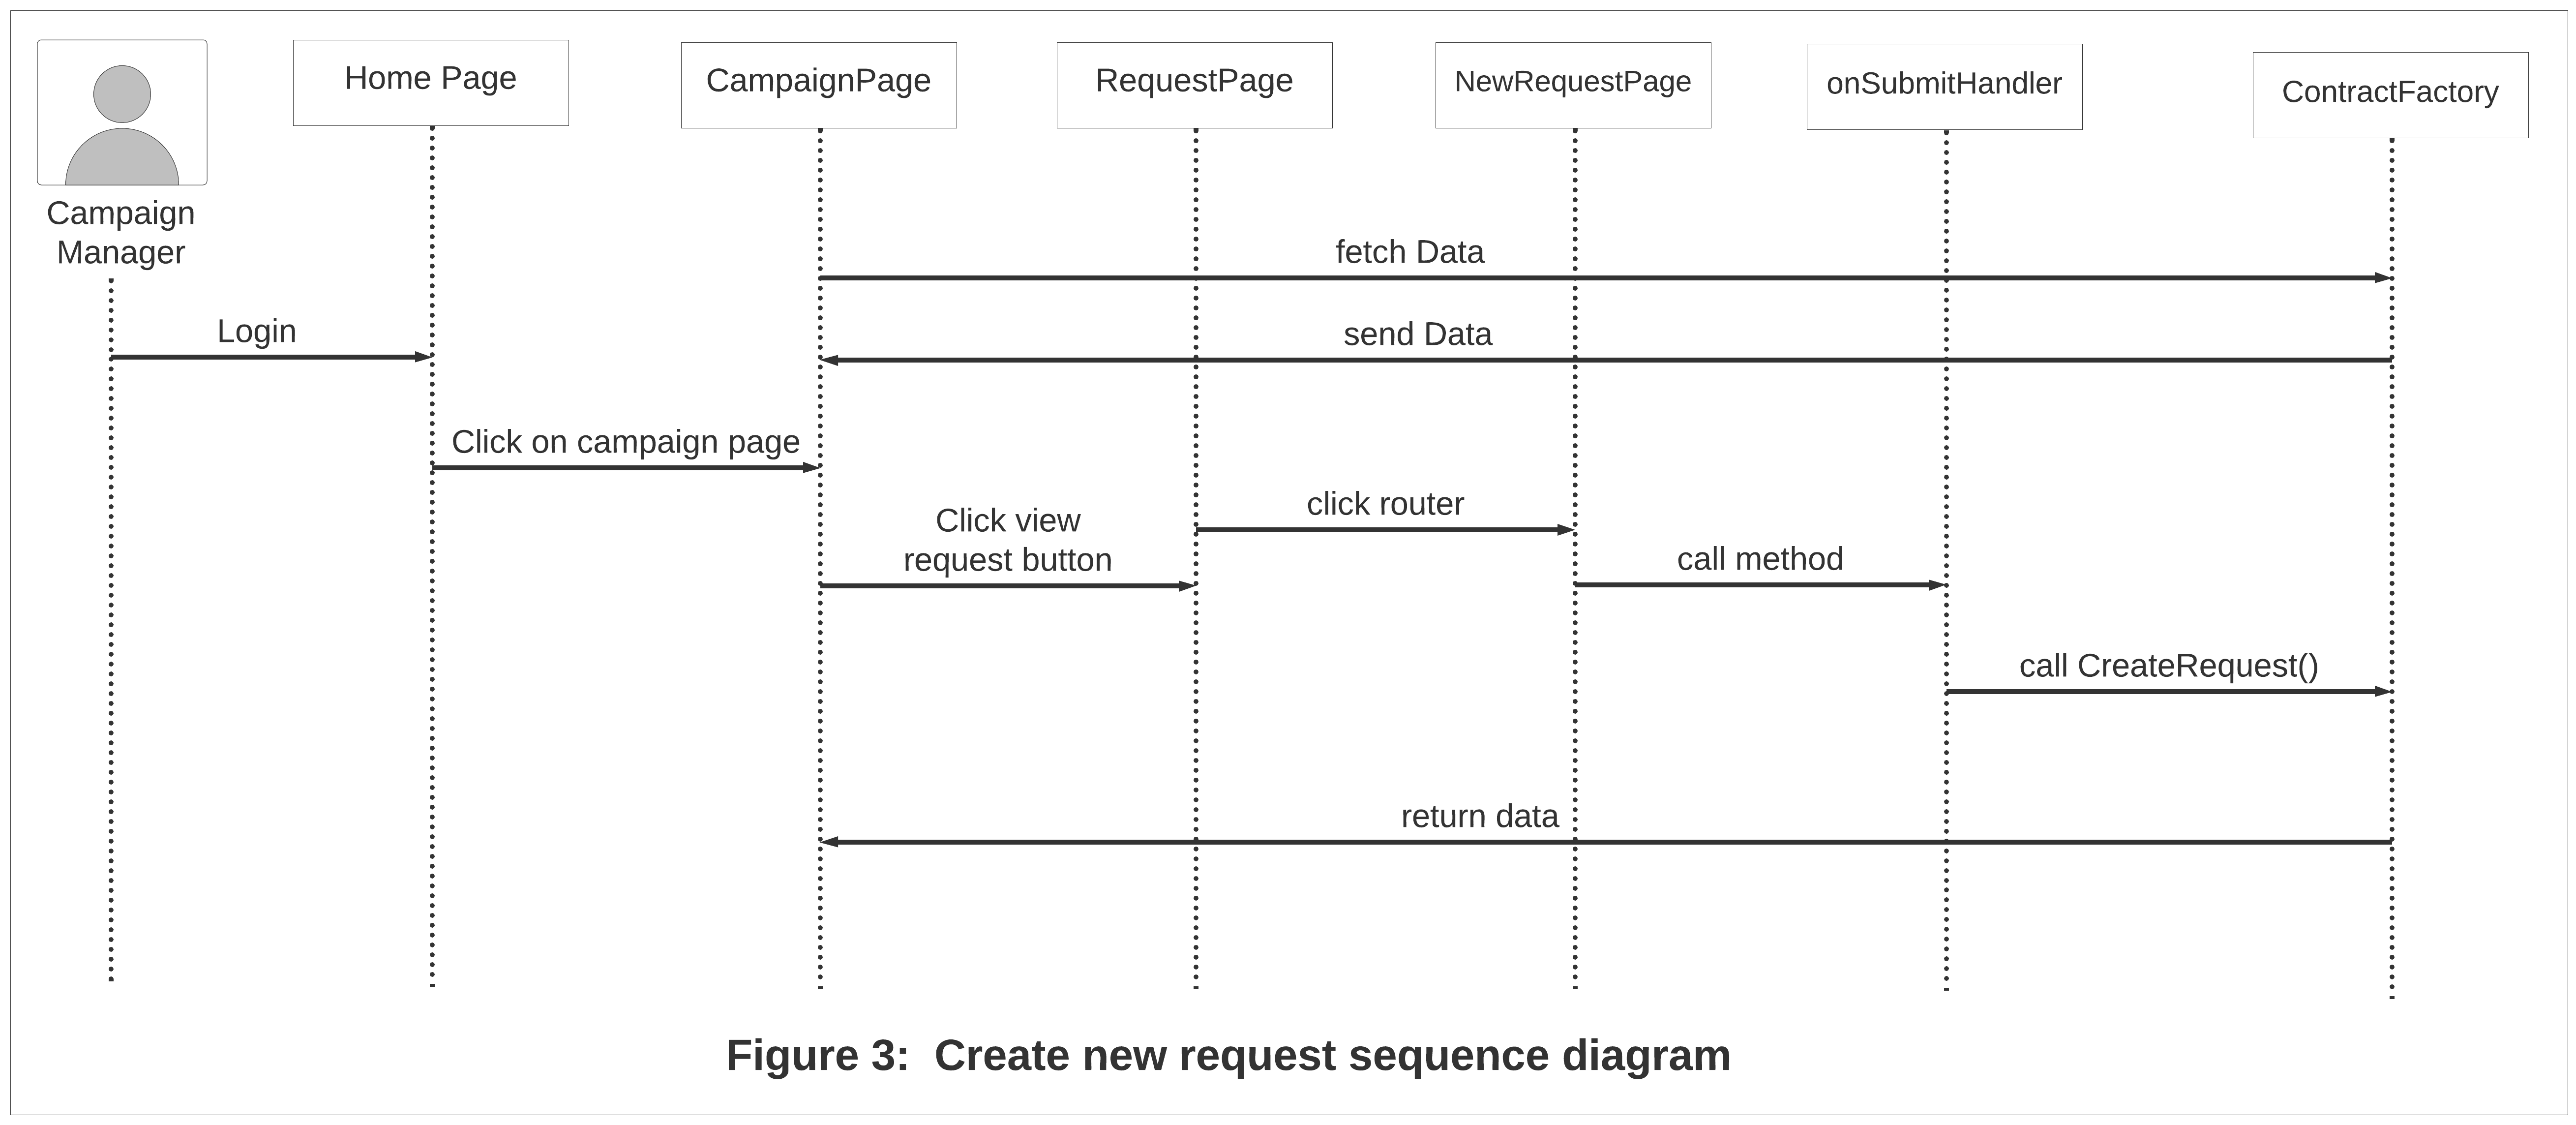 Home Page
CampaignPage
RequestPage
NewRequestPage
onSubmitHandler
ContractFactory
Campaign
Manager
fetch Data
Login
send Data
Click on campaign page
click router
Click view
request button
call method
call CreateRequest()
return data
Figure 3:  Create new request sequence diagram